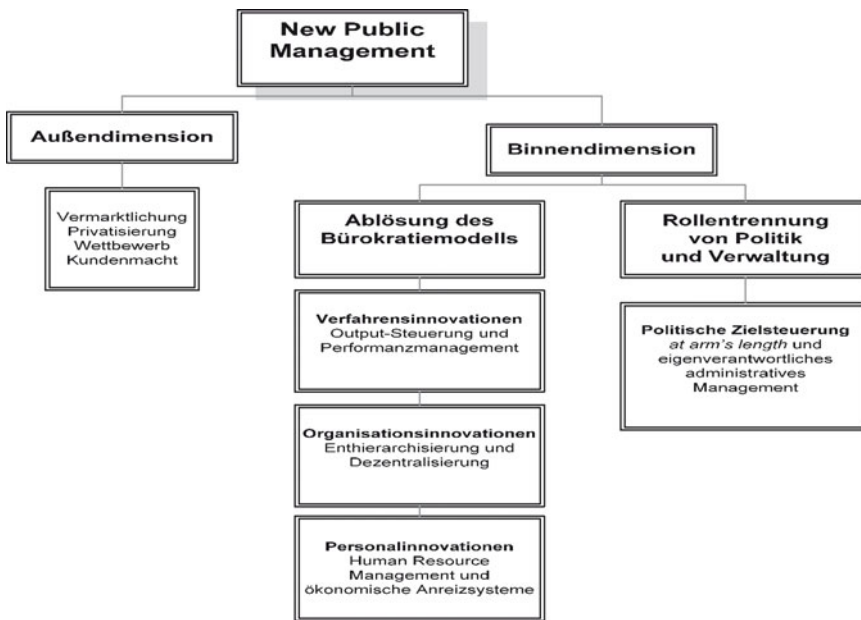 New Public
Management
Außendimension
Vermarktlichung
Privatisierung
Wettbewerb
Kundenmacht
Binnendimension
Ablösung des
Bürokratiemodells
Verfahrensinnovationen
Output-Steuerung und
Performanzmanagement
Organisationsinnovationen
Enthierarchisierung und
Dezentralisierung
Personalinnovationen
Human Resource
Management und
ökonomische Anreizsysteme
Rollentrennung
von Politik
und Verwaltung
Politische Zielsteuerung
at arm's length und
eigenverantwortliches
administratives
Management